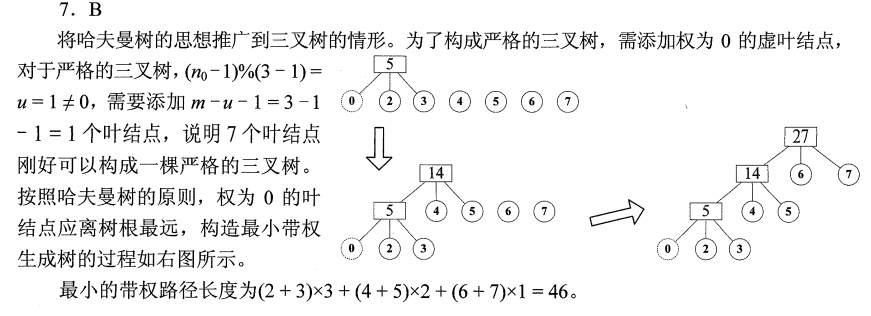 7. B
将哈夫曼树的思想推广到三叉树的情形。为了构成严格的三叉树，需添加权为 0 的虚叶结点，
对于严格的三叉树，(n₀－1)%(3－1)＝
u＝1≠0，需要添加 m－u－1＝3－1
－1＝1 个叶结点，说明 7 个叶结点
刚好可以构成一棵严格的三叉树。
按照哈夫曼树的原则，权为 0 的叶
结点应离树根最远，构造最小带权
生成树的过程如右图所示。
5
0 2 3 4 5 6 7
14
5 4 5 6 7
0 2 3
27
14 6 7
5 4 5
0 2 3
最小的带权路径长度为(2＋3)×3＋(4＋5)×2＋(6＋7)×1＝46。